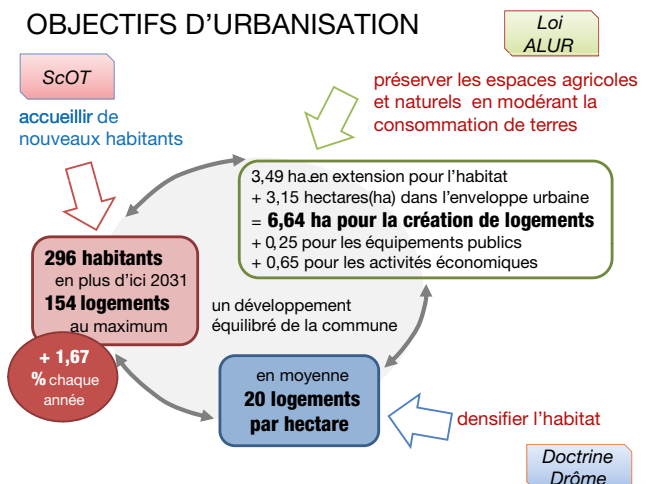 OBJECTIFS D'URBANISATION
Loi
ALUR
ScOT
préserver les espaces agricoles
et naturels en modérant la
consommation de terres
accueillir de
nouveaux habitants
3,49 ha en extension pour l'habitat
+ 3,15 hectares(ha) dans l'enveloppe urbaine
= 6,64 ha pour la création de logements
+ 0,25 pour les équipements publics
+ 0,65 pour les activités économiques
296 habitants
en plus d'ici 2031
154 logements
au maximum
un développement
équilibré de la commune
+ 1,67
% chaque
année
en moyenne
20 logements
par hectare
densifier l'habitat
Doctrine
Drôme